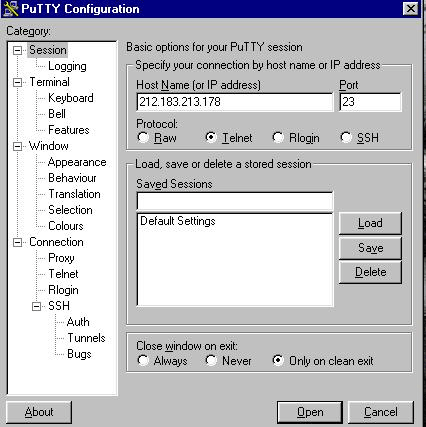 PuTTY Configuration
Category:
Session
Logging
Terminal
Keyboard
Bell
Features
Window
Appearance
Behaviour
Translation
Selection
Colours
Connection
Proxy
Telnet
Rlogin
SSH
Auth
Tunnels
Bugs
Basic options for your PuTTY session
Specify your connection by host name or IP address
Host Name (or IP address) Port
212.183.213.178 23
Protocol:
Raw Telnet Rlogin SSH
Load, save or delete a stored session
Saved Sessions
Default Settings
Load
Save
Delete
Close window on exit:
Always Never Only on clean exit
About Open Cancel